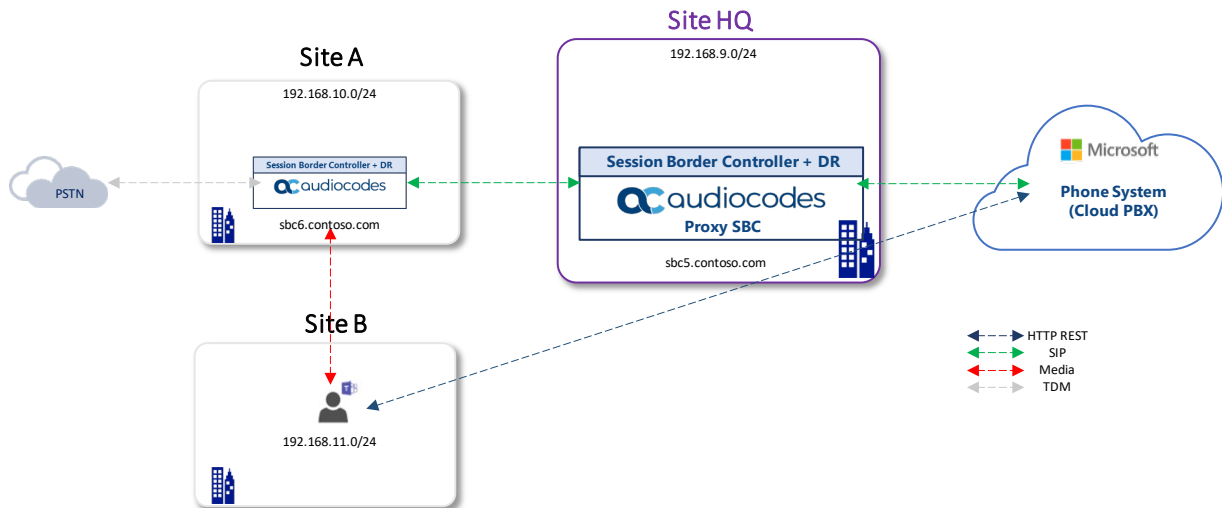 Site HQ
192.168.9.0/24
Site A
192.168.10.0/24
Session Border Controller + DR
audiocodes
sbc6.contoso.com
PSTN
Session Border Controller + DR
audiocodes
Proxy SBC
sbc5.contoso.com
Microsoft
Phone System
(Cloud PBX)
Site B
192.168.11.0/24
HTTP REST
SIP
Media
TDM